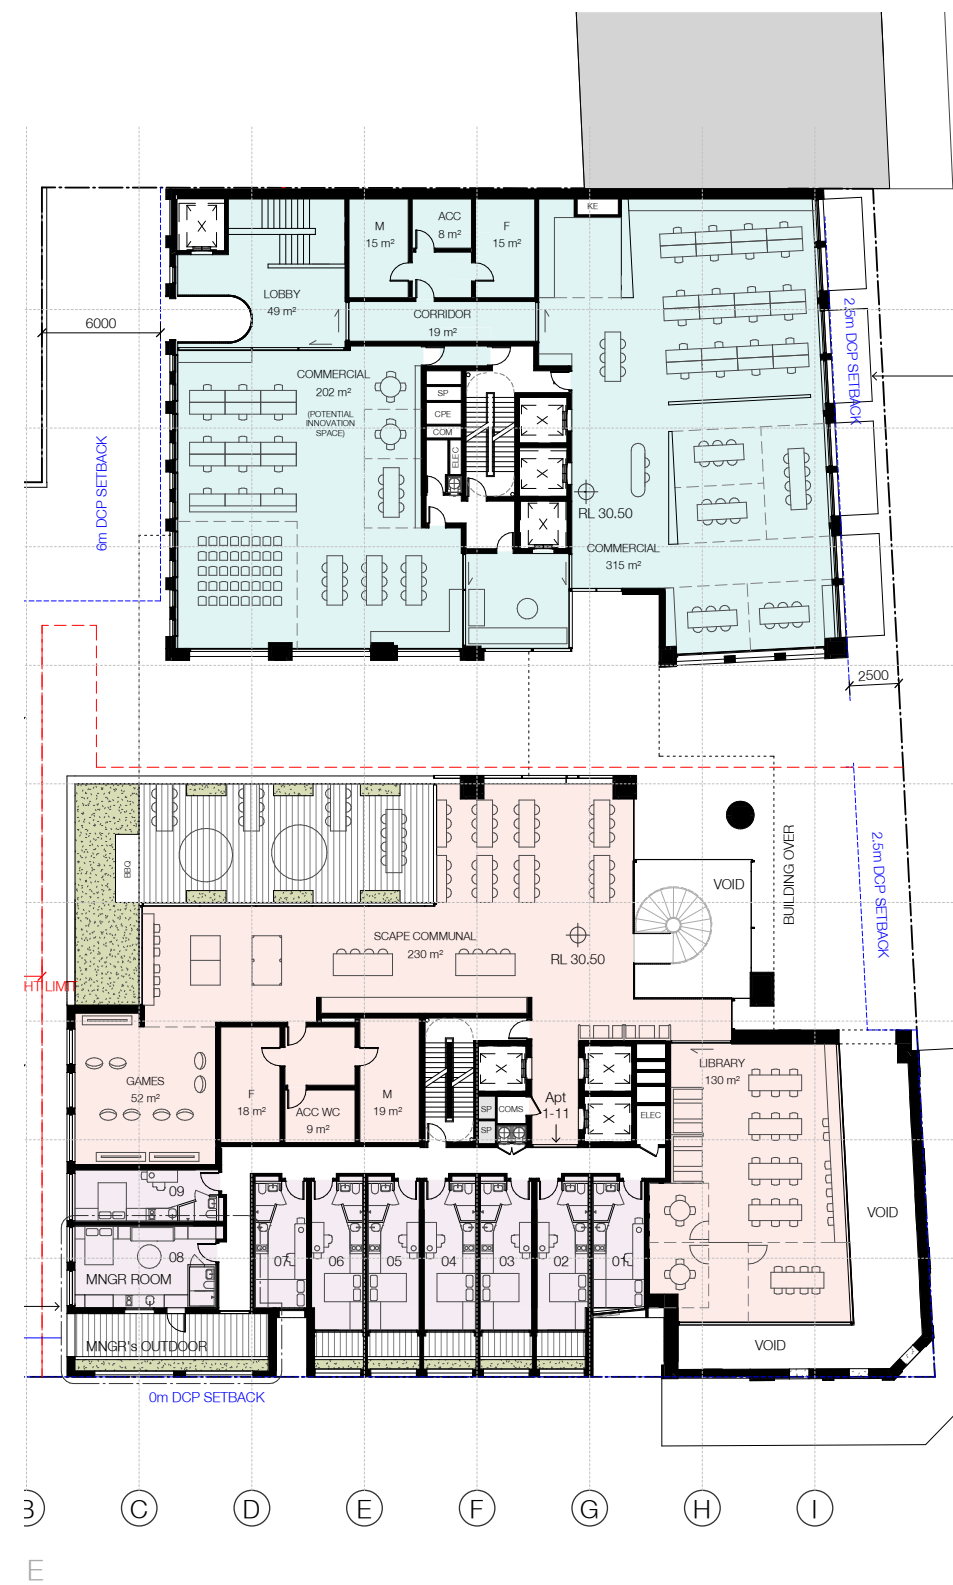 KE
M
15 m²
ACC
8 m²
F
15 m²
LOBBY
49 m²
CORRIDOR
19 m²
6000
2.5m DCP SETBACK
COMMERCIAL
202 m²
(POTENTIAL
INNOVATION
SPACE)
SP
CPE
COM
ELEC
X
X
X
X
6m DCP SETBACK
RL 30.50
COMMERCIAL
315 m²
2500
BBQ
VOID
BUILDING OVER
2.5m DCP SETBACK
SCAPE COMMUNAL
230 m²
RL 30.50
HT LIMIT
GAMES
52 m²
F
18 m²
ACC WC
9 m²
M
19 m²
X
X
X
SP
COMS
SP
Apt
1-11
ELEC
LIBRARY
130 m²
VOID
09
08
MNGR ROOM
MNGR's OUTDOOR
07
06
05
04
03
02
01
VOID
0m DCP SETBACK
B
C
D
E
F
G
H
I
E